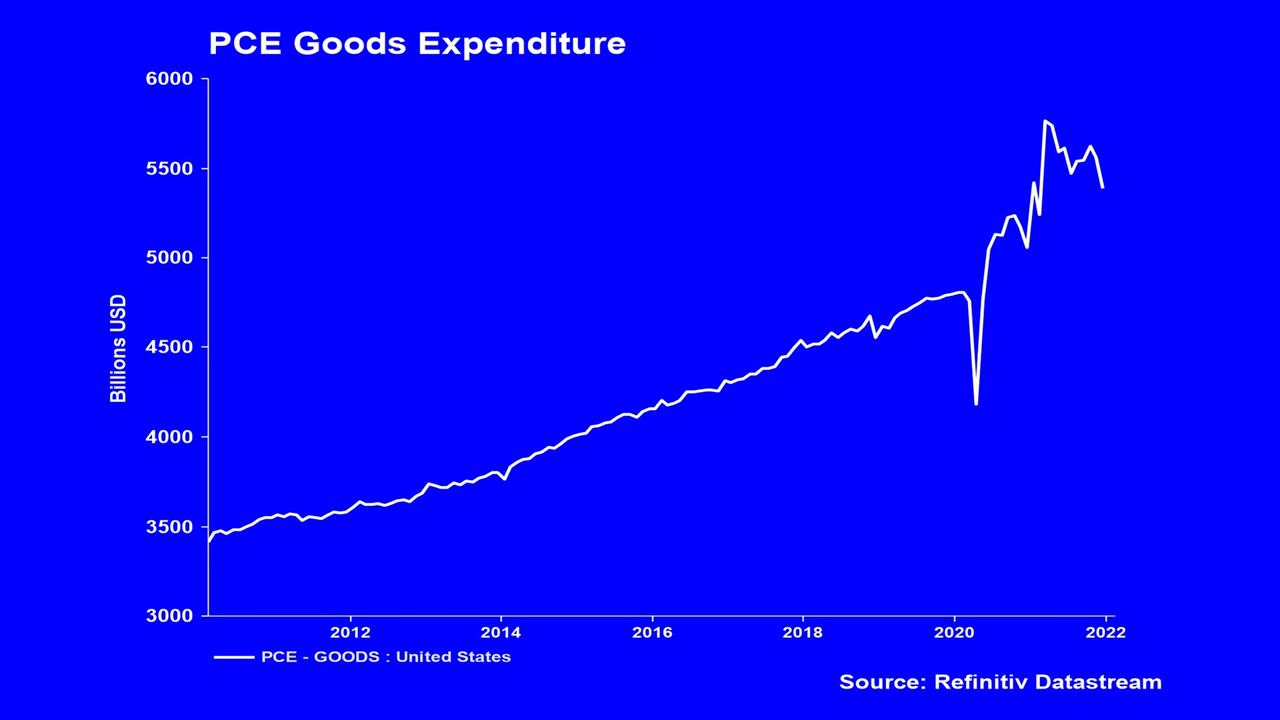 PCE Goods Expenditure
6000
5500
5000
4500
4000
3500
3000
Billions USD
2012 2014 2016 2018 2020 2022
PCE - GOODS : United States
Source: Refinitiv Datastream